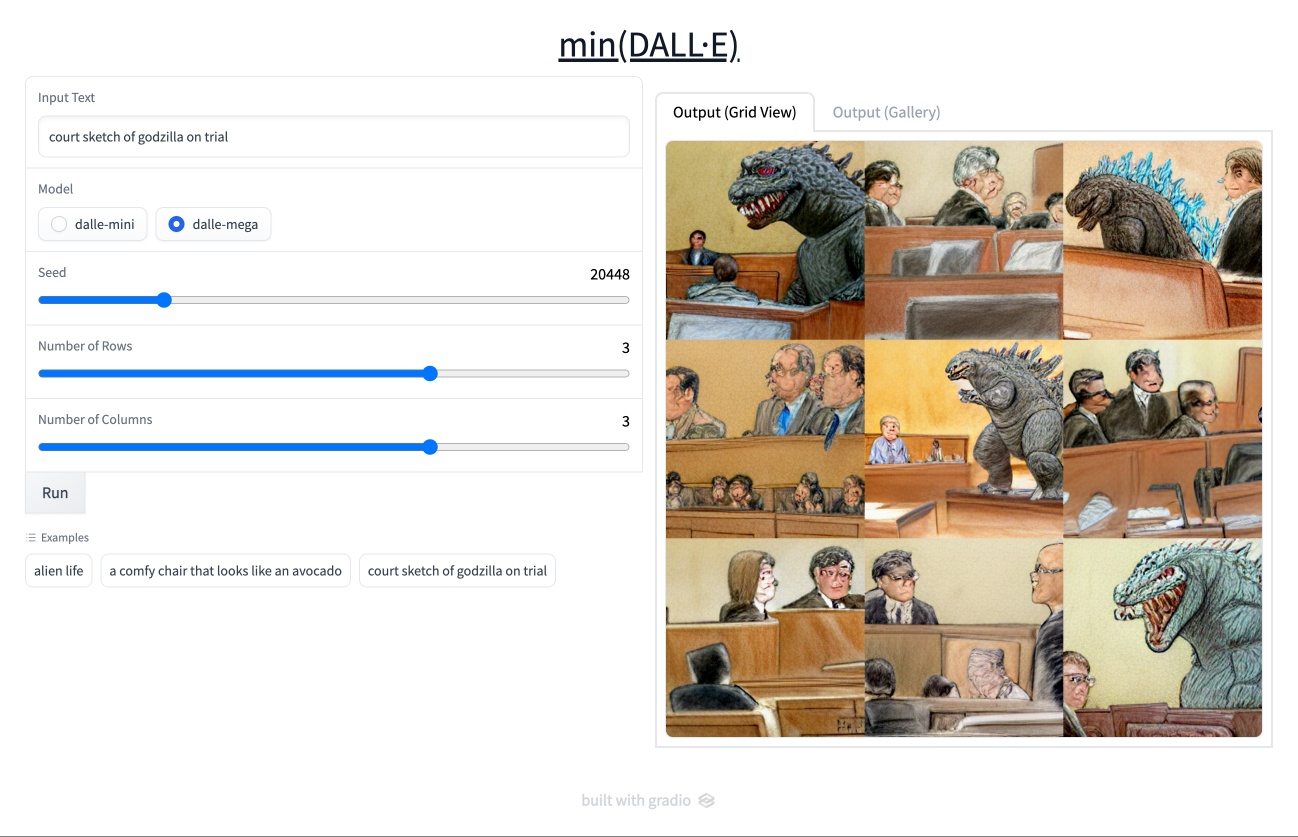 min(DALL·E)
Input Text
court sketch of godzilla on trial
Model
dalle-mini
dalle-mega
Seed
20448
Number of Rows
3
Number of Columns
3
Run
Examples
alien life
a comfy chair that looks like an avocado
court sketch of godzilla on trial
Output (Grid View)
Output (Gallery)
built with gradio